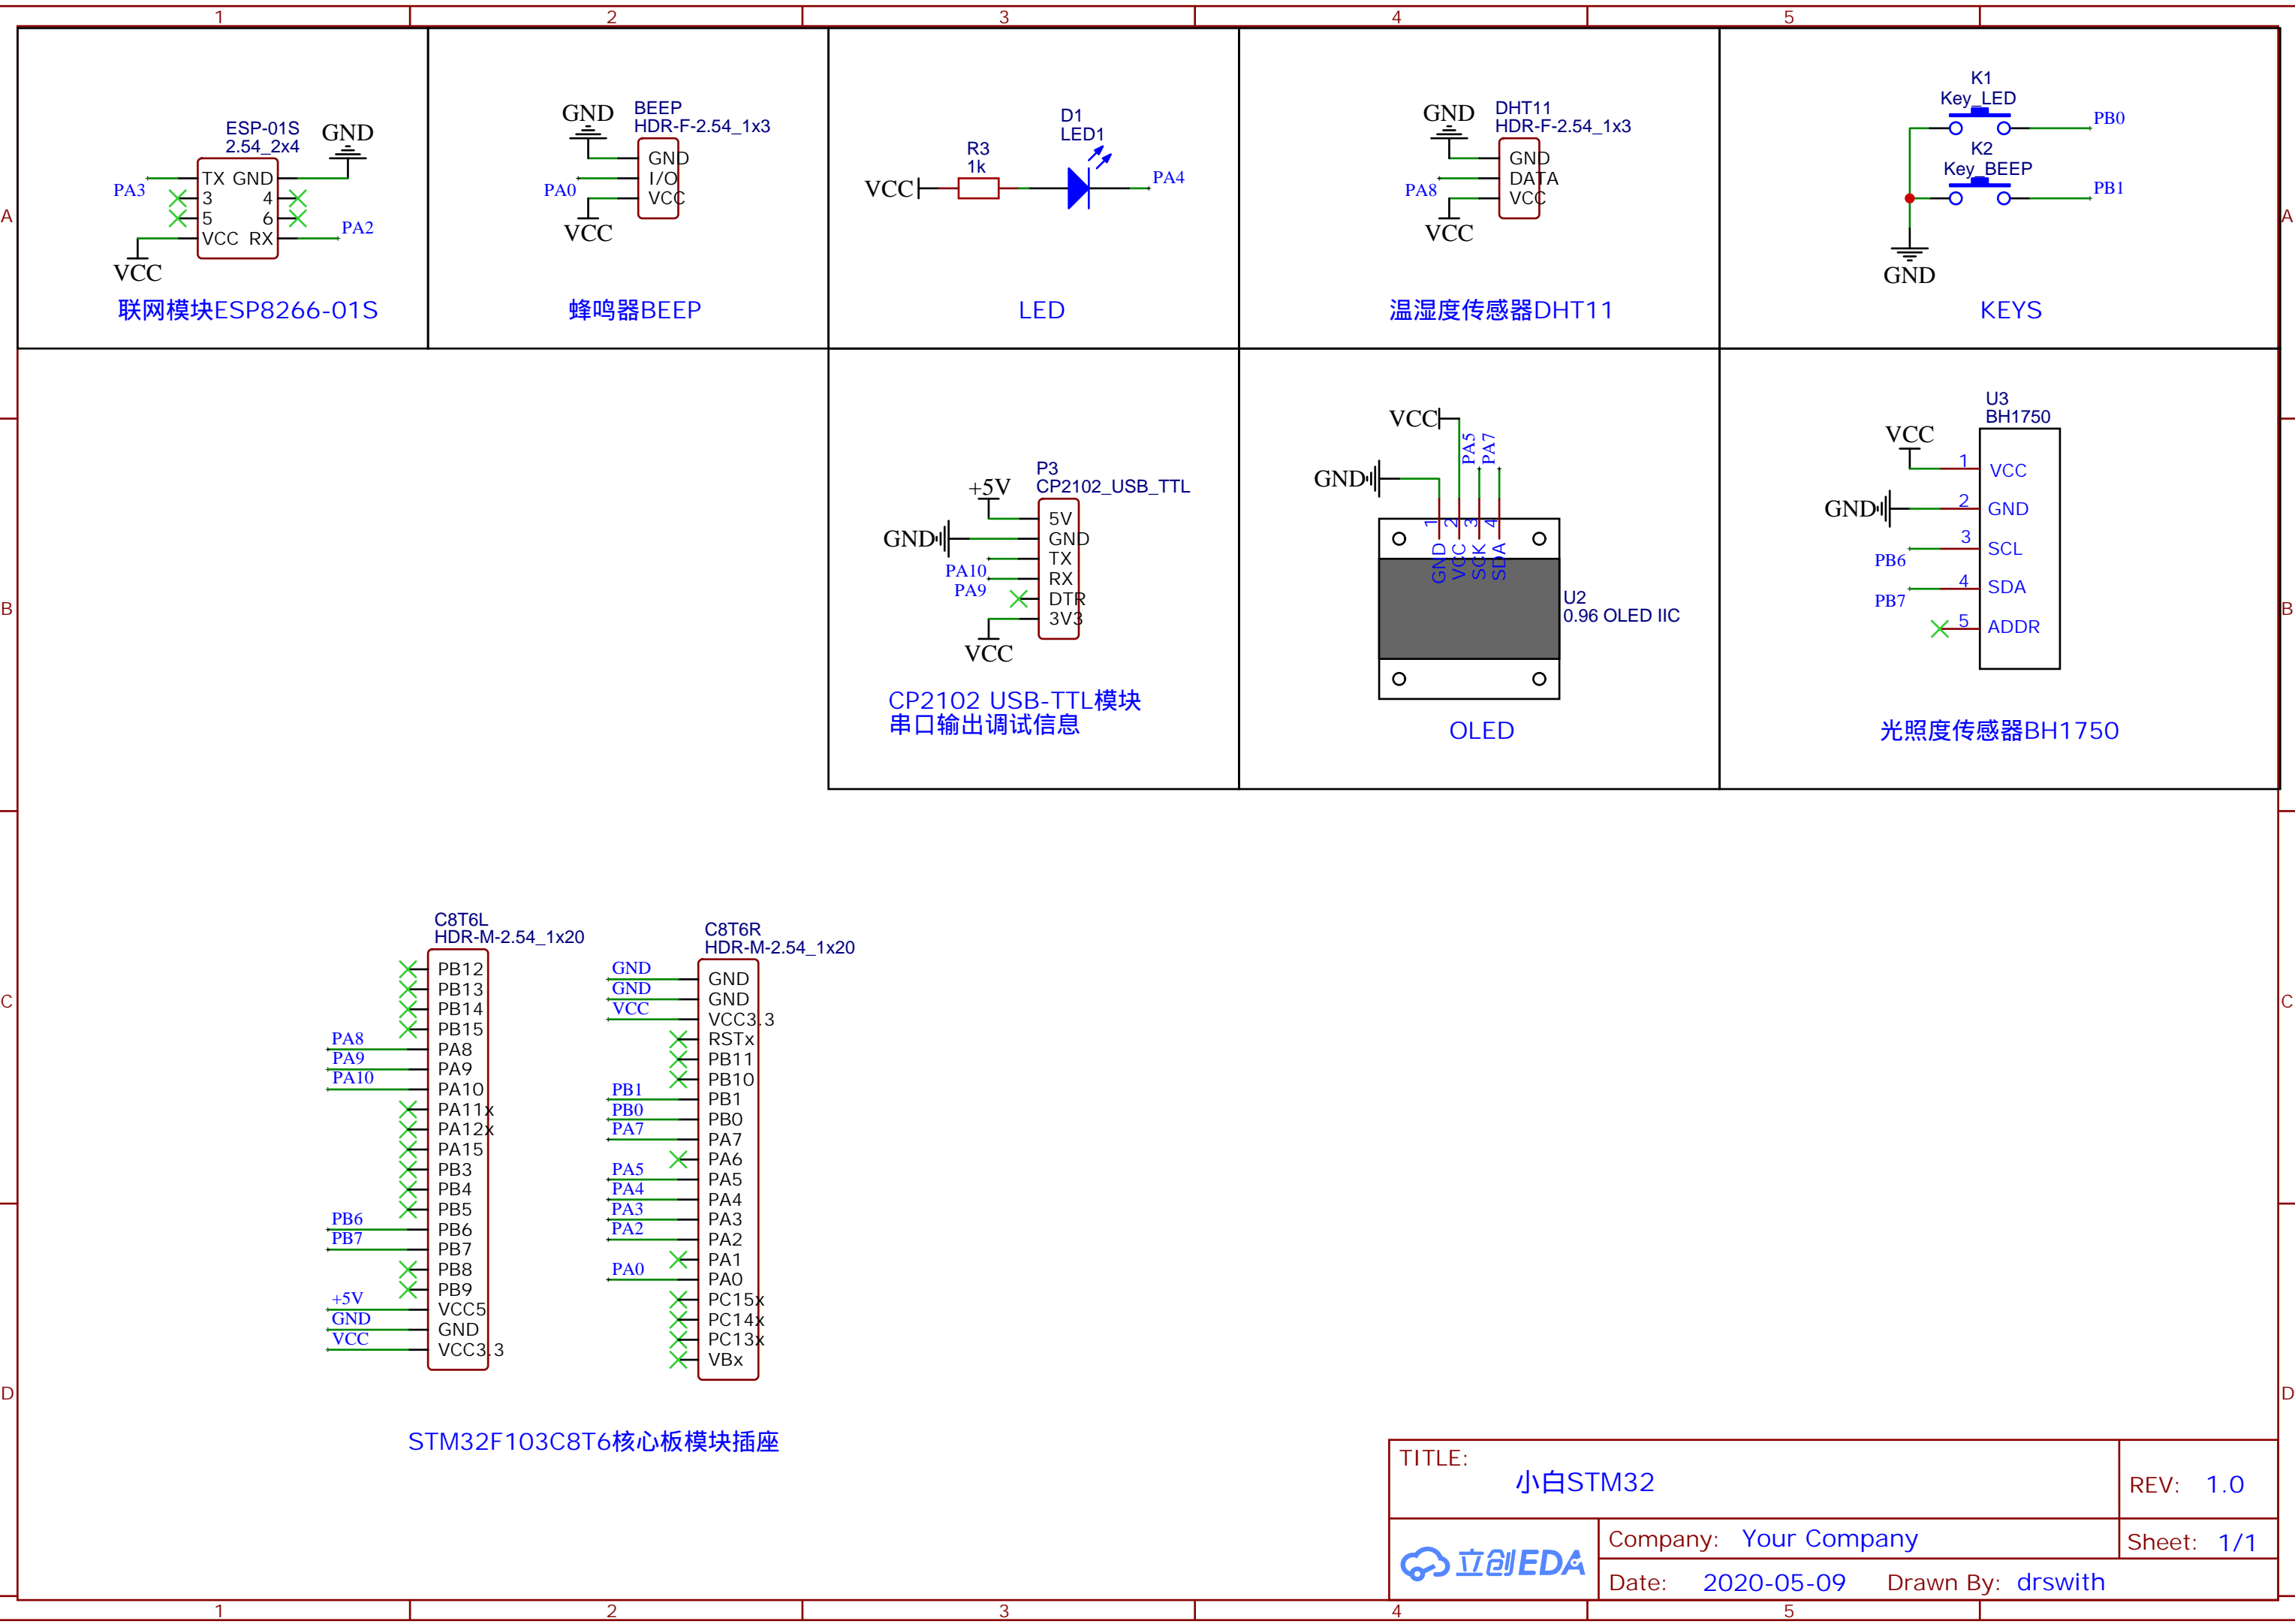 1 2 3 4 5
A
B
C
D
ESP-01S
2.54_2x4
GND
TX GND
PA3
3 4
5 6
VCC RX
PA2
VCC
联网模块ESP8266-01S
GND
BEEP
HDR-F-2.54_1x3
GND
PA0
I/O
VCC
VCC
蜂鸣器BEEP
D1
LED1
R3
1k
VCC
PA4
LED
GND
DHT11
HDR-F-2.54_1x3
GND
PA8
DATA
VCC
VCC
温湿度传感器DHT11
K1
Key_LED
PB0
K2
Key_BEEP
PB1
GND
KEYS
A
P3
CP2102_USB_TTL
+5V
5V
GND
GND
TX
PA10
RX
PA9
DTR
3V3
VCC
CP2102 USB-TTL模块
串口输出调试信息
VCC
PA5
PA7
GND
1 2 3 4
GND
VCC
SCK
SDA
U2
0.96 OLED IIC
OLED
U3
BH1750
VCC
1 VCC
GND
2 GND
3 SCL
PB6
4 SDA
PB7
5 ADDR
光照度传感器BH1750
B
C8T6L
HDR-M-2.54_1x20
PB12
PB13
PB14
PB15
PA8 PA8
PA9 PA9
PA10 PA10
PA11x
PA12x
PA15
PB3
PB4
PB5
PB6 PB6
PB7 PB7
PB8
PB9
+5V VCC5
GND GND
VCC VCC3.3
C8T6R
HDR-M-2.54_1x20
GND GND
GND GND
VCC VCC3.3
RSTx
PB11
PB10
PB1 PB1
PB0 PB0
PA7 PA7
PA6
PA5 PA5
PA4 PA4
PA3 PA3
PA2 PA2
PA1
PA0 PA0
PC15x
PC14x
PC13x
VBx
STM32F103C8T6核心板模块插座
C
D
TITLE:
小白STM32
REV: 1.0
立创EDA
Company: Your Company
Sheet: 1/1
Date: 2020-05-09
Drawn By: drswith
1 2 3 4 5